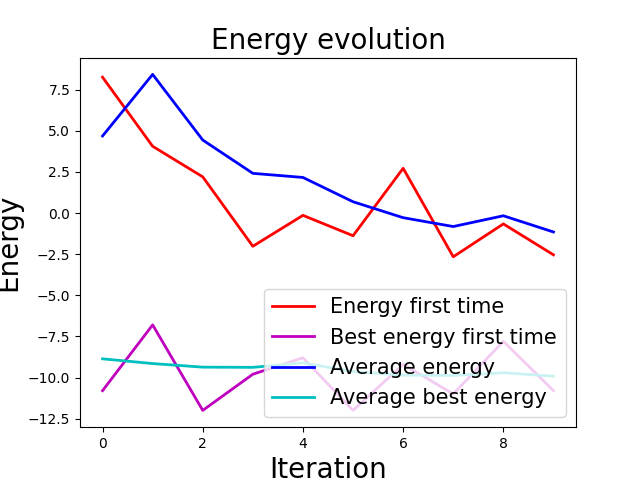 Energy evolution
7.5
5.0
2.5
0.0
−2.5
−5.0
−7.5
−10.0
−12.5
Energy
Energy first time
Best energy first time
Average energy
Average best energy
0 2 4 6 8
Iteration